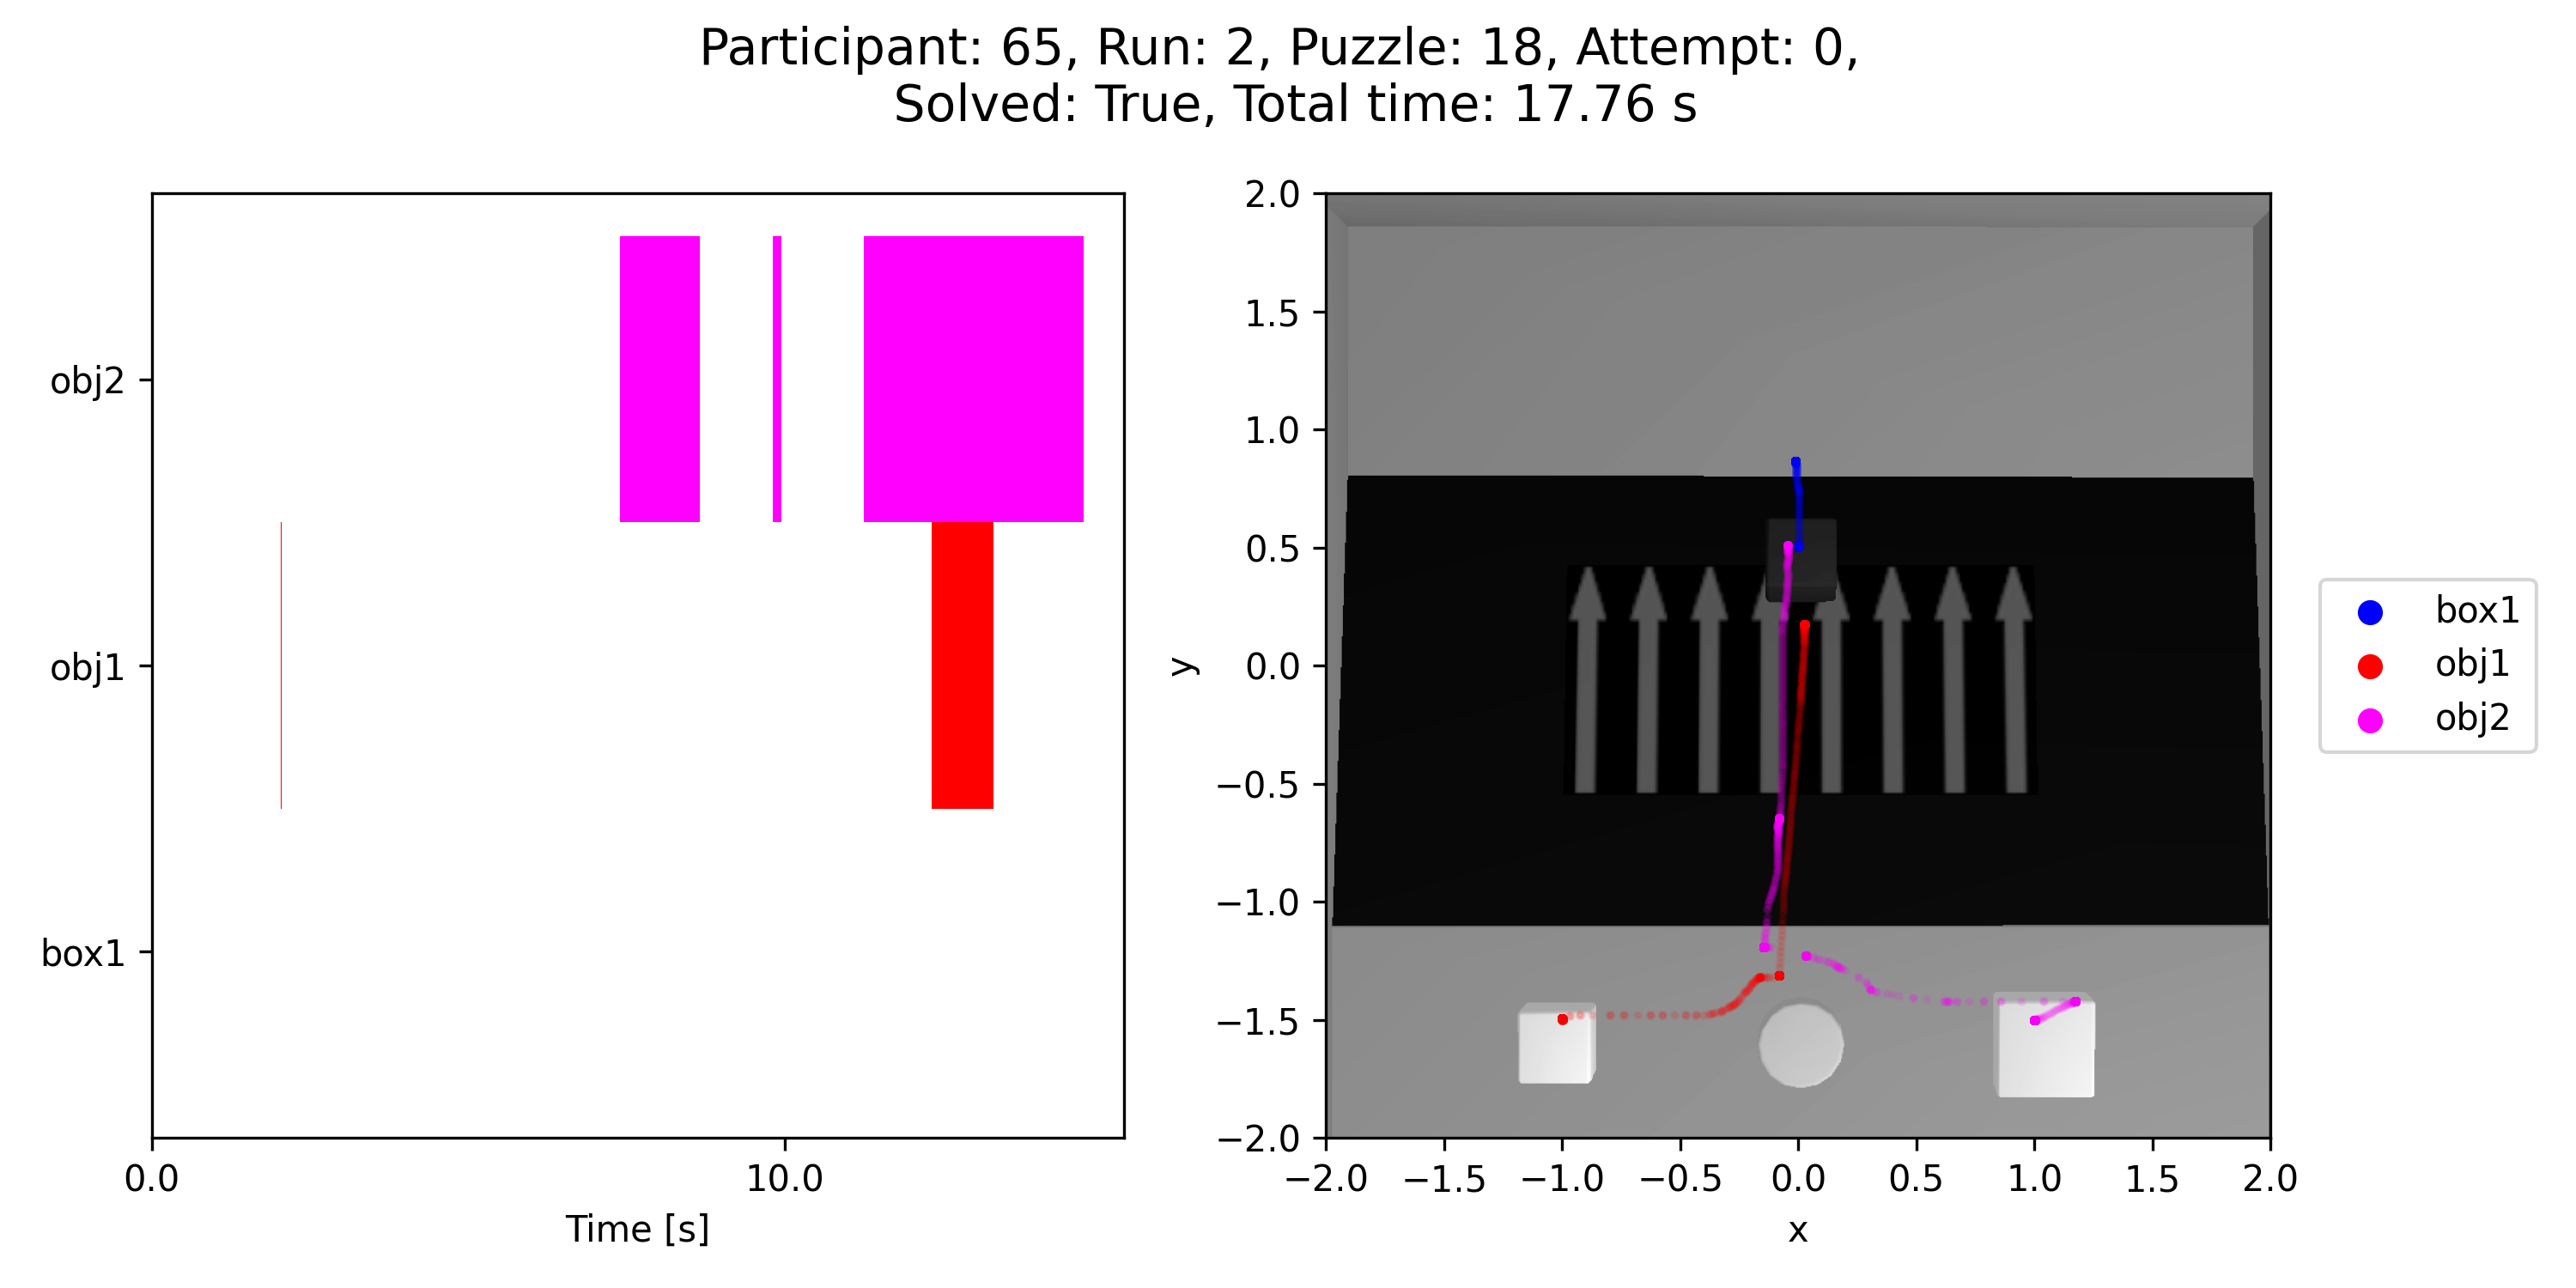 Participant: 65, Run: 2, Puzzle: 18, Attempt: 0,
Solved: True, Total time: 17.76 s
obj2
obj1
box1
0.0
10.0
Time [s]
2.0
1.5
1.0
0.5
0.0
−0.5
−1.0
−1.5
−2.0
y
−2.0
−1.5
−1.0
−0.5
0.0
0.5
1.0
1.5
2.0
x
box1
obj1
obj2